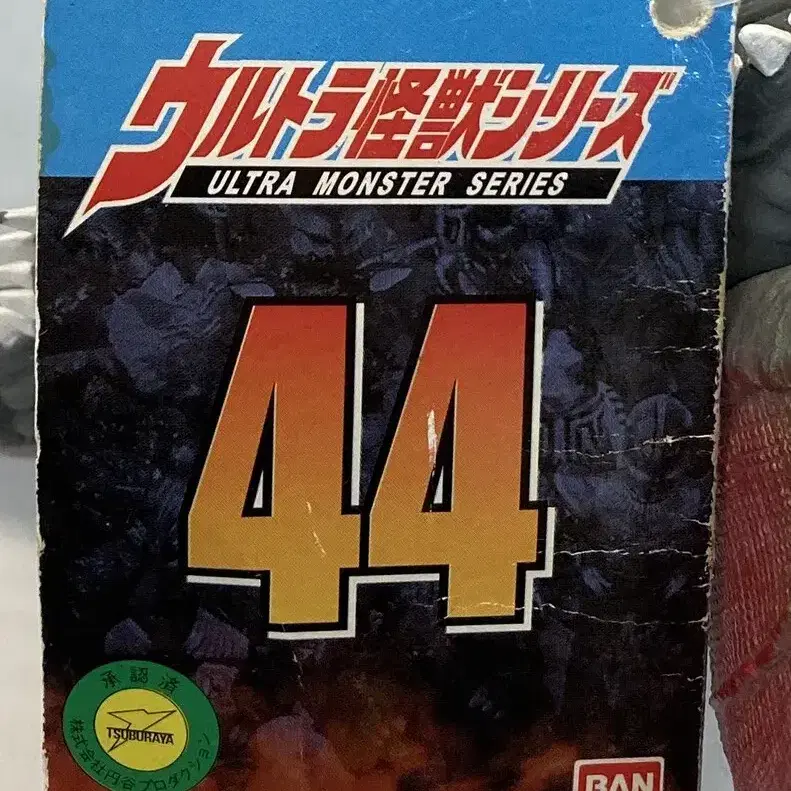 ウルトラ怪獣シリーズ
ULTRA MONSTER SERIES
44
承認済
TSUBURAYA
株式会社円谷プロダクション
BAN